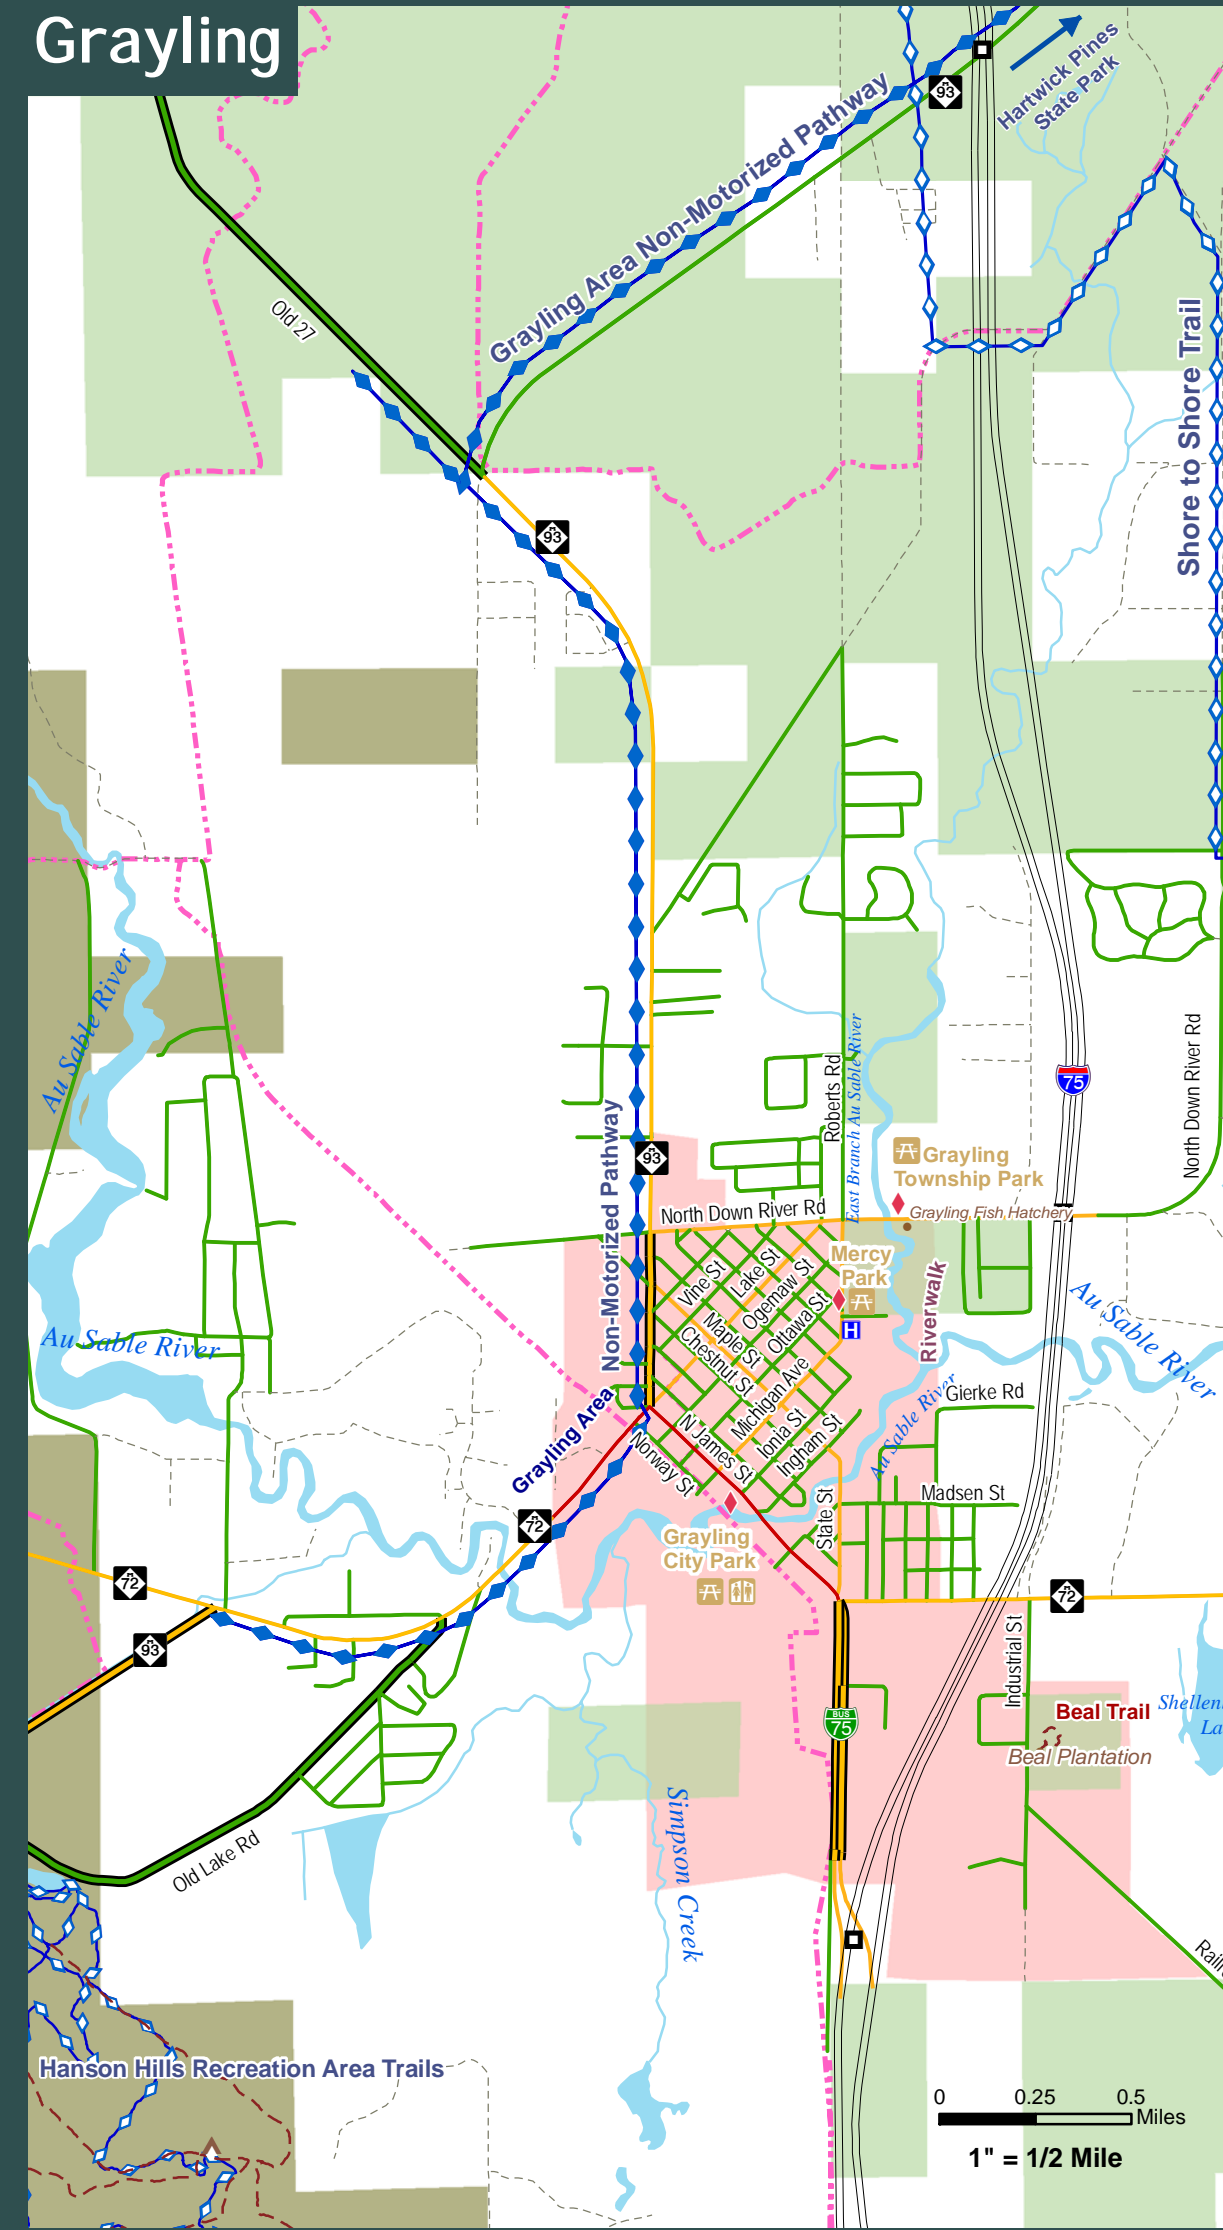 Grayling
Hartwick Pines
State Park
93
Grayling Area Non-Motorized Pathway
Old 27
Shore to Shore Trail
93
Au Sable River
North Down River Rd
Roberts Rd
East Branch Au Sable River
75
Non-Motorized Pathway
93
Grayling
Township Park
North Down River Rd
Grayling Fish Hatchery
Mercy
Park
H
Riverwalk
Vine St
Lake St
Ogemaw St
Ottawa St
Maple St
Chestnut St
Michigan Ave
Au Sable River
Au Sable River
Grayling Area
N James St
Ionia St
Ingham St
Norway St
Au Sable River
Gierke Rd
Madsen St
State St
72
Grayling
City Park
72
72
93
Industrial St
BUS
75
Beal Trail
Beal Plantation
Shellen
La
Simpson Creek
Old Lake Rd
Railr
Hanson Hills Recreation Area Trails
0 0.25 0.5
Miles
1" = 1/2 Mile